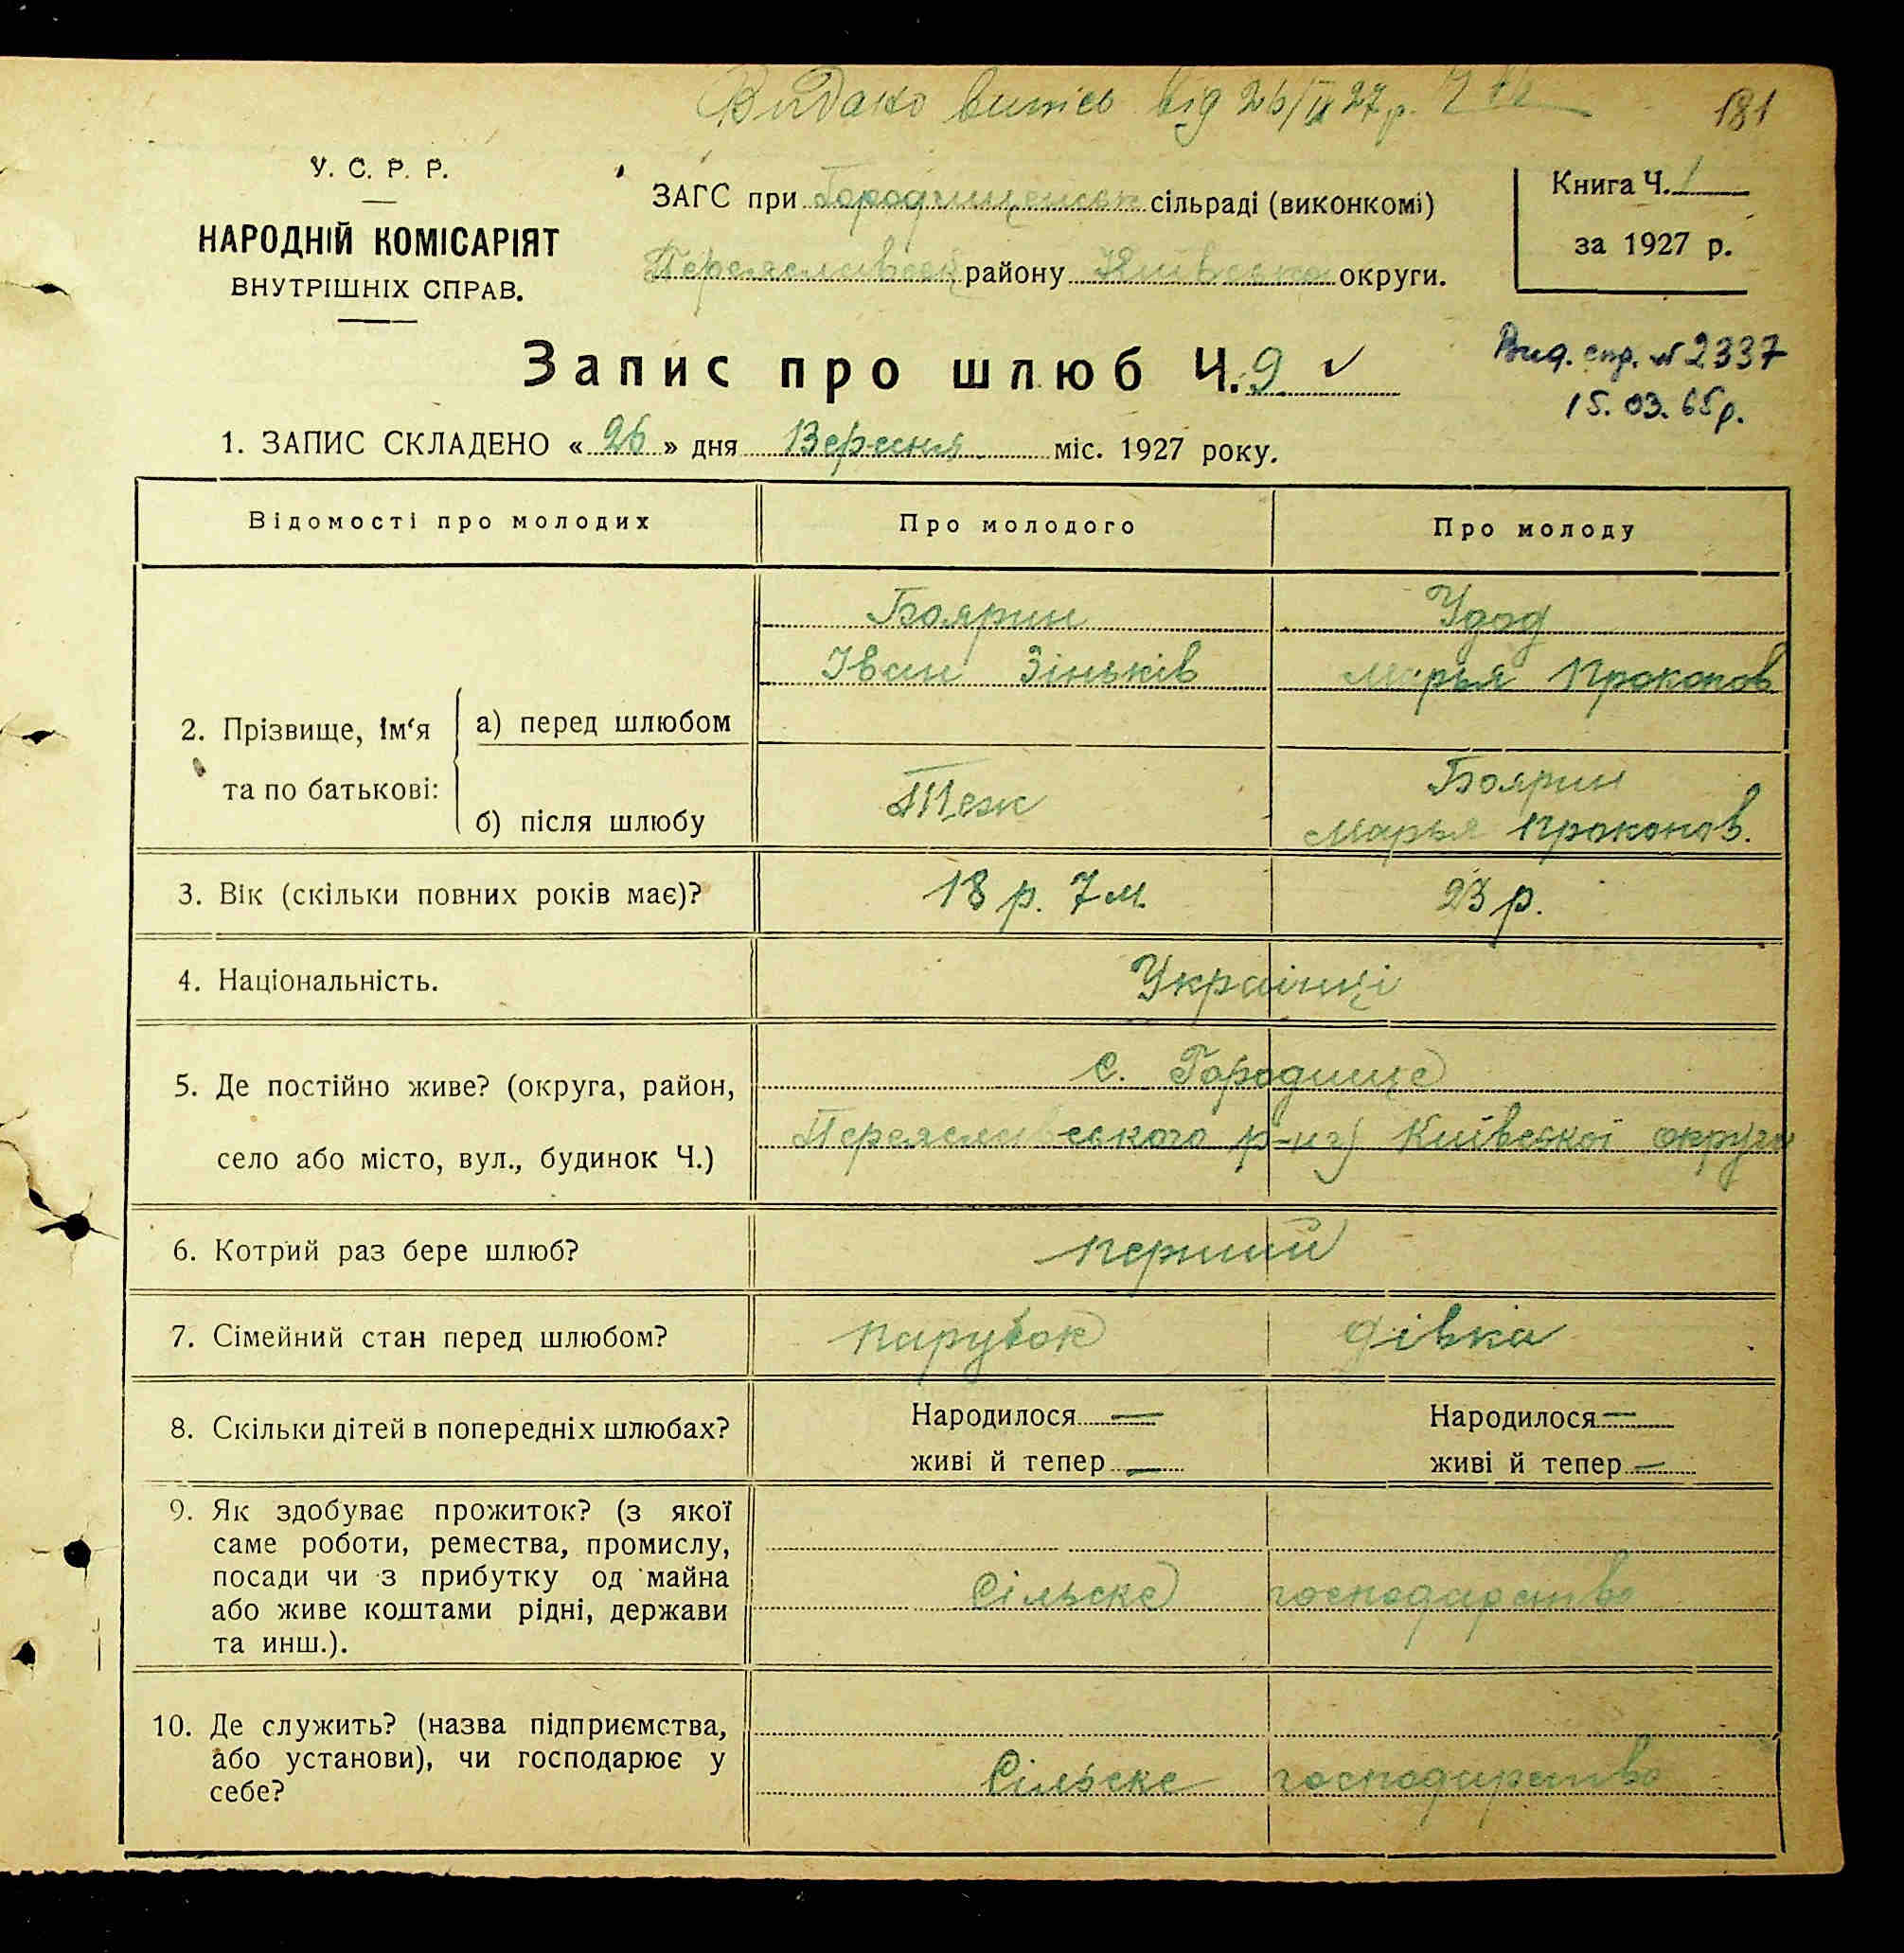 Видано випись від 26/IX 27 р.
181
У. С. Р. Р.
НАРОДНІЙ КОМІСАРІЯТ
ВНУТРІШНІХ СПРАВ.
ЗАГС при Городищенськ сільраді (виконкомі)
Переяславськ району Київської округи.
Книга Ч. 1
за 1927 р.
Запис про шлюб Ч. 9 ✓
Вид. спр. № 2337
15. 03. 65 р.
1. ЗАПИС СКЛАДЕНО « 26 » дня Вересня міс. 1927 року.
Відомості про молодих Про молодого Про молоду
Боярин Удод
Іван Зіньків Марья Прокопов
2. Прізвище, ім‘я та по батькові:
а) перед шлюбом
б) після шлюбу
Теж Боярин
Марья Прокопов.
3. Вік (скільки повних років має)? 18 р. 7 м. 23 р.
4. Національність. Українці
5. Де постійно живе? (округа, район,
село або місто, вул., будинок Ч.)
с. Городище
Переяславського р-ну Київської округи
6. Котрий раз бере шлюб? перший
7. Сімейний стан перед шлюбом? парубок дівка
8. Скільки дітей в попередніх шлюбах?
Народилося — Народилося —
живі й тепер — живі й тепер —
9. Як здобуває прожиток? (з якої
саме роботи, ремества, промислу,
посади чи з прибутку од майна
або живе коштами рідні, держави
та инш.).
Сільске господарство
10. Де служить? (назва підприємства,
або установи), чи господарює у
себе?
Сільське господарство